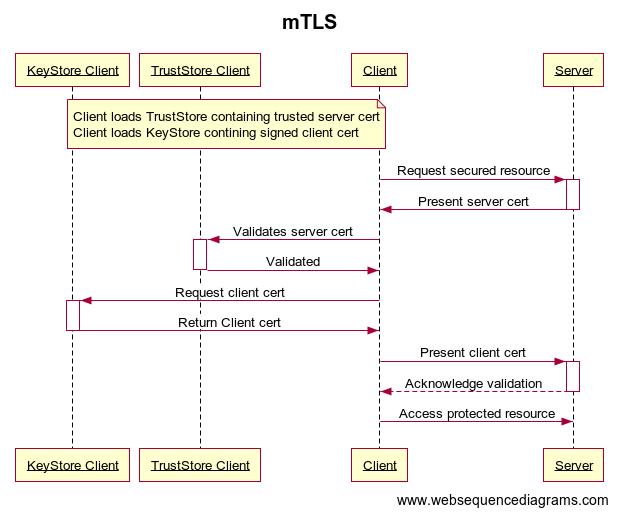 mTLS
KeyStore Client
TrustStore Client
Client
Server
Client loads TrustStore containing trusted server cert
Client loads KeyStore contining signed client cert
Request secured resource
Present server cert
Validates server cert
Validated
Request client cert
Return Client cert
Present client cert
Acknowledge validation
Access protected resource
KeyStore Client
TrustStore Client
Client
Server
www.websequencediagrams.com